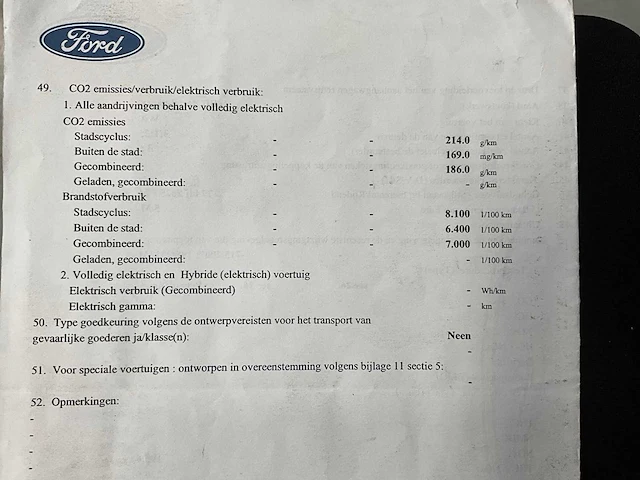 Ford
49. CO2 emissies/verbruik/elektrisch verbruik:
1. Alle aandrijvingen behalve volledig elektrisch
CO2 emissies
Stadscyclus: - - 214.0 g/km
Buiten de stad: - - 169.0 mg/km
Gecombineerd: - - 186.0 g/km
Geladen, gecombineerd: - - - g/km
Brandstofverbruik
Stadscyclus: - - 8.100 1/100 km
Buiten de stad: - - 6.400 1/100 km
Gecombineerd: - - 7.000 1/100 km
Geladen, gecombineerd: - 1/100 km
2. Volledig elektrisch en Hybride (elektrisch) voertuig
Elektrisch verbruik (Gecombineerd) - Wh/km
Elektrisch gamma: - km
50. Type goedkeuring volgens de ontwerpvereisten voor het transport van
gevaarlijke goederen ja/klasse(n): Neen
-
51. Voor speciale voertuigen : ontworpen in overeenstemming volgens bijlage 11 sectie 5:
-
52. Opmerkingen:
-
-
-
-